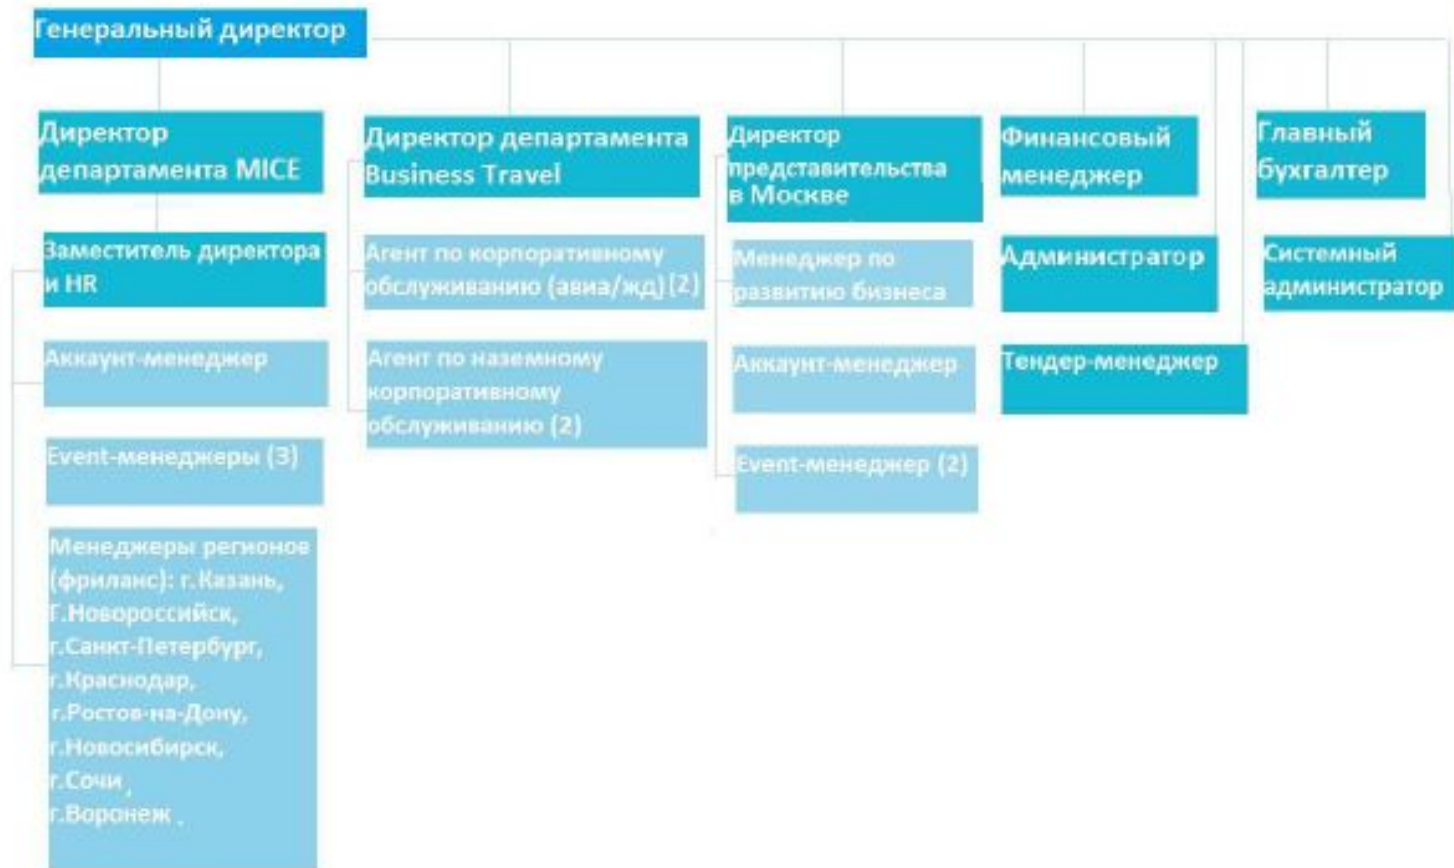 Генеральный директор
Директор
департамента MICE
Заместитель директора
и HR
Аккаунт-менеджер
Event-менеджеры (3)
Менеджеры регионов
(фриланс): г.Казань,
Г.Новороссийск,
г.Санкт-Петербург,
г.Краснодар,
г.Ростов-на-Дону,
г.Новосибирск,
г.Сочи ,
г.Воронеж .
Директор департамента
Business Travel
Агент по корпоративному
обслуживанию (авиа/жд) (2)
Агент по наземному
корпоративному
обслуживанию (2)
Директор
представительства
в Москве
Менеджер по
развитию бизнеса
Аккаунт-менеджер
Event-менеджер (2)
Финансовый
менеджер
Администратор
Тендер-менеджер
Главный
бухгалтер
Системный
администратор